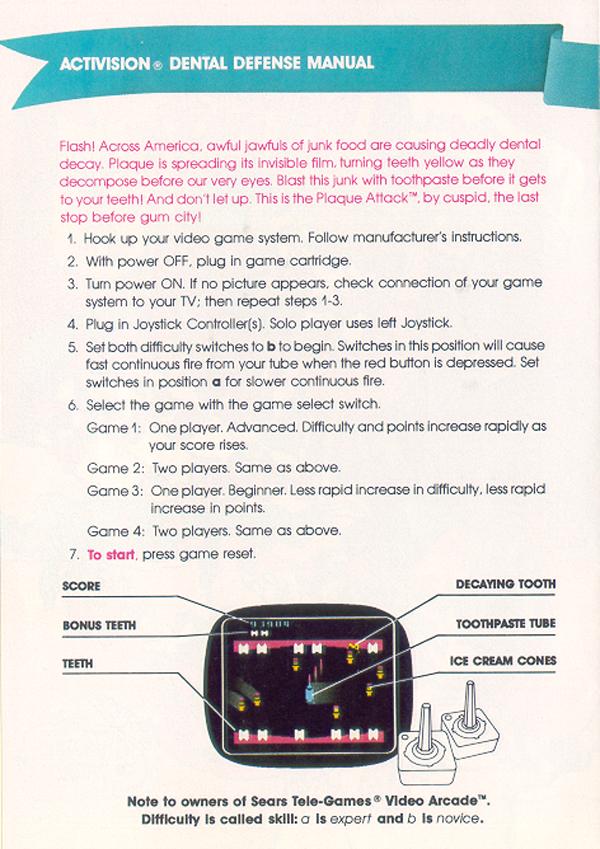 ACTIVISION® DENTAL DEFENSE MANUAL
Flash! Across America, awful jawfuls of junk food are causing deadly dental
decay. Plaque is spreading its invisible film, turning teeth yellow as they
decompose before our very eyes. Blast this junk with toothpaste before it gets
to your teeth! And don't let up. This is the Plaque Attack™, by cuspid, the last
stop before gum city!
1. Hook up your video game system. Follow manufacturer's instructions.
2. With power OFF, plug in game cartridge.
3. Turn power ON. If no picture appears, check connection of your game
system to your TV; then repeat steps 1-3.
4. Plug in Joystick Controller(s). Solo player uses left Joystick.
5. Set both difficulty switches to b to begin. Switches in this position will cause
fast continuous fire from your tube when the red button is depressed. Set
switches in position a for slower continuous fire.
6. Select the game with the game select switch.
Game 1: One player. Advanced. Difficulty and points increase rapidly as
your score rises.
Game 2: Two players. Same as above.
Game 3: One player. Beginner. Less rapid increase in difficulty, less rapid
increase in points.
Game 4: Two players. Same as above.
7. To start, press game reset.
SCORE
BONUS TEETH
TEETH
DECAYING TOOTH
TOOTHPASTE TUBE
ICE CREAM CONES
Note to owners of Sears Tele-Games® Video Arcade™.
Difficulty is called skill: a is expert and b is novice.